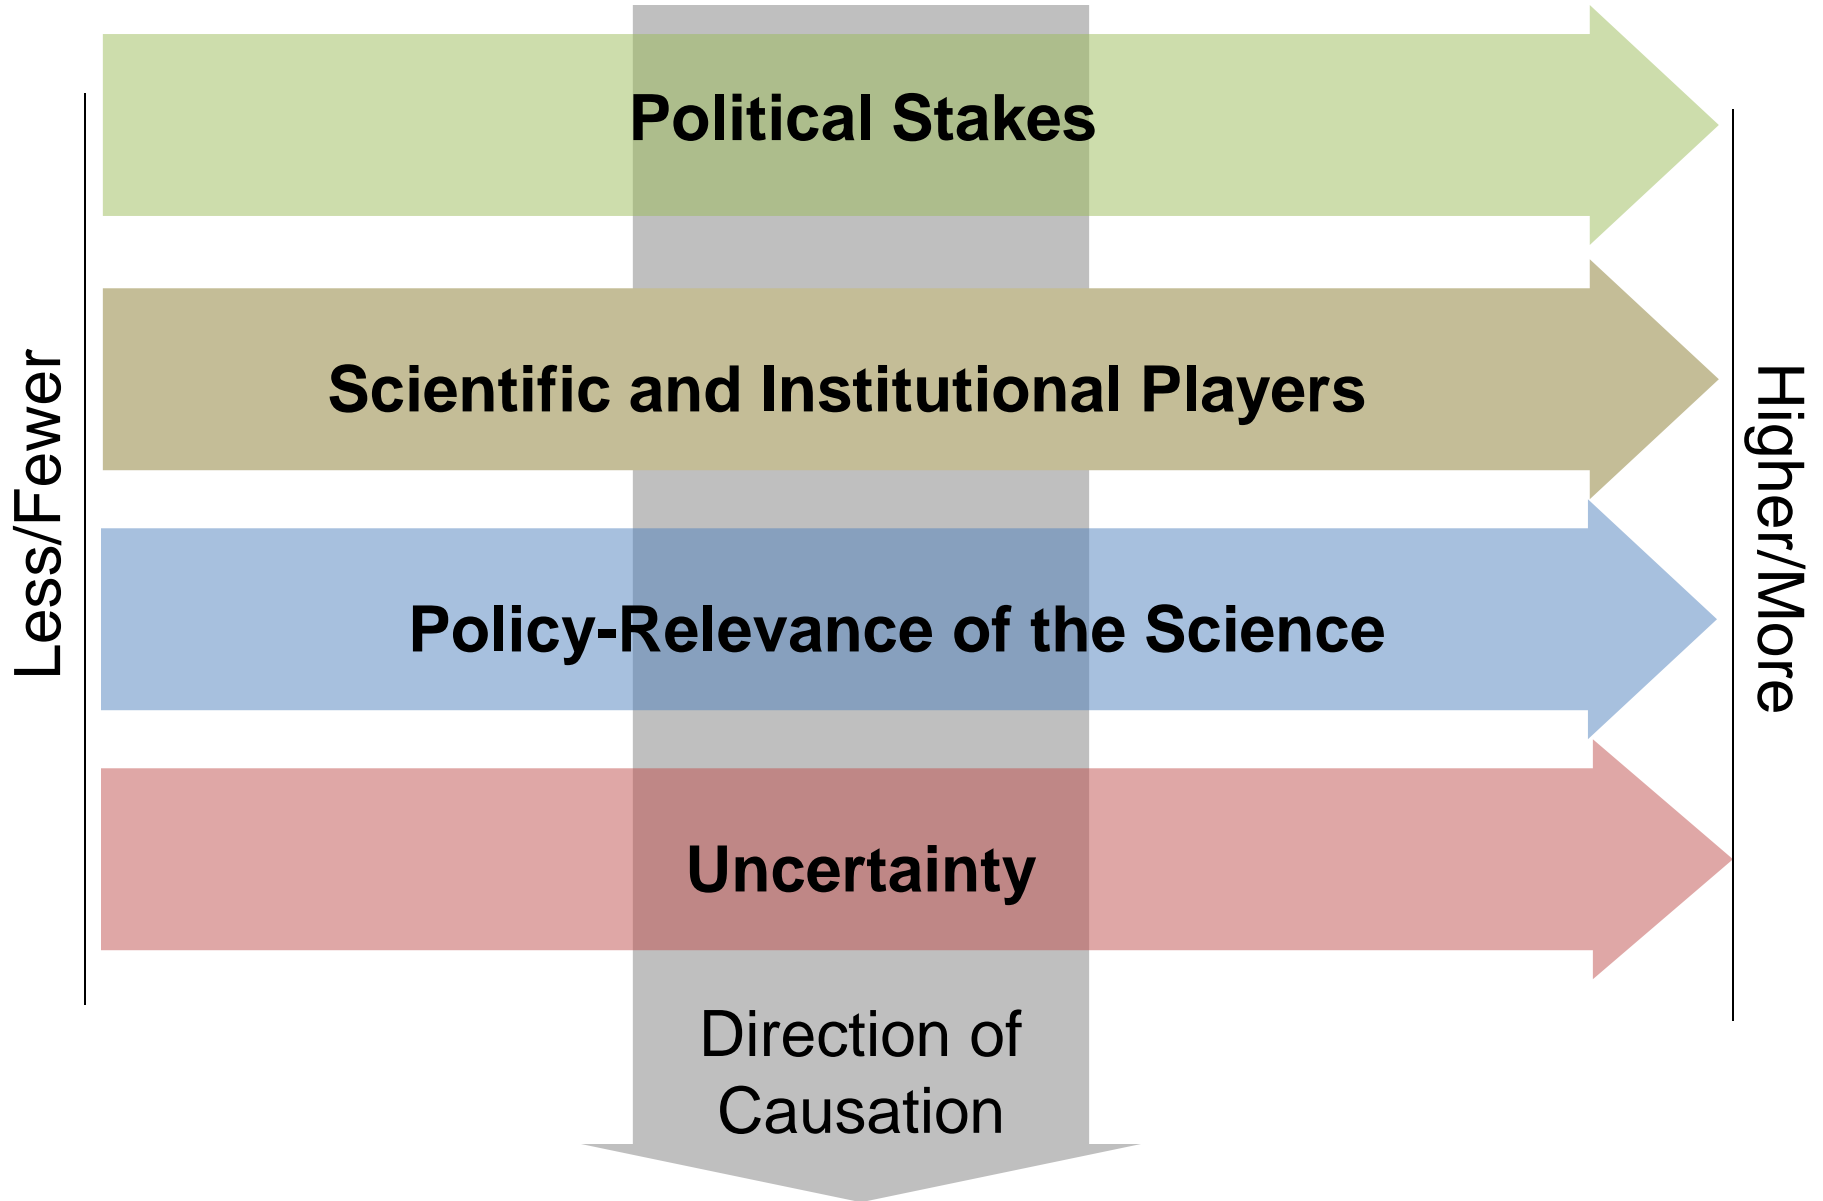 Political Stakes
Scientific and Institutional Players
Less/Fewer
Higher/More
Policy-Relevance of the Science
Uncertainty
Direction of
Causation